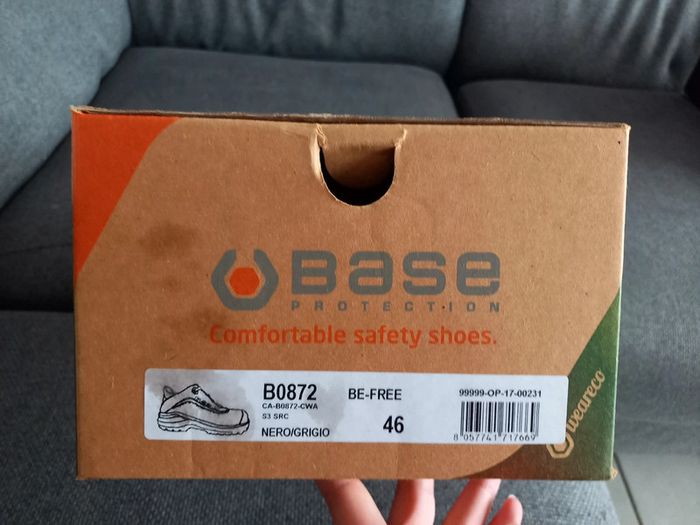 Base
PROTECTION
Comfortable safety shoes.
B0872 BE-FREE 99999-OP-17-00231
CA-B0872-CWA
S3 SRC
NERO/GRIGIO 46 8 057741 717669
weareco